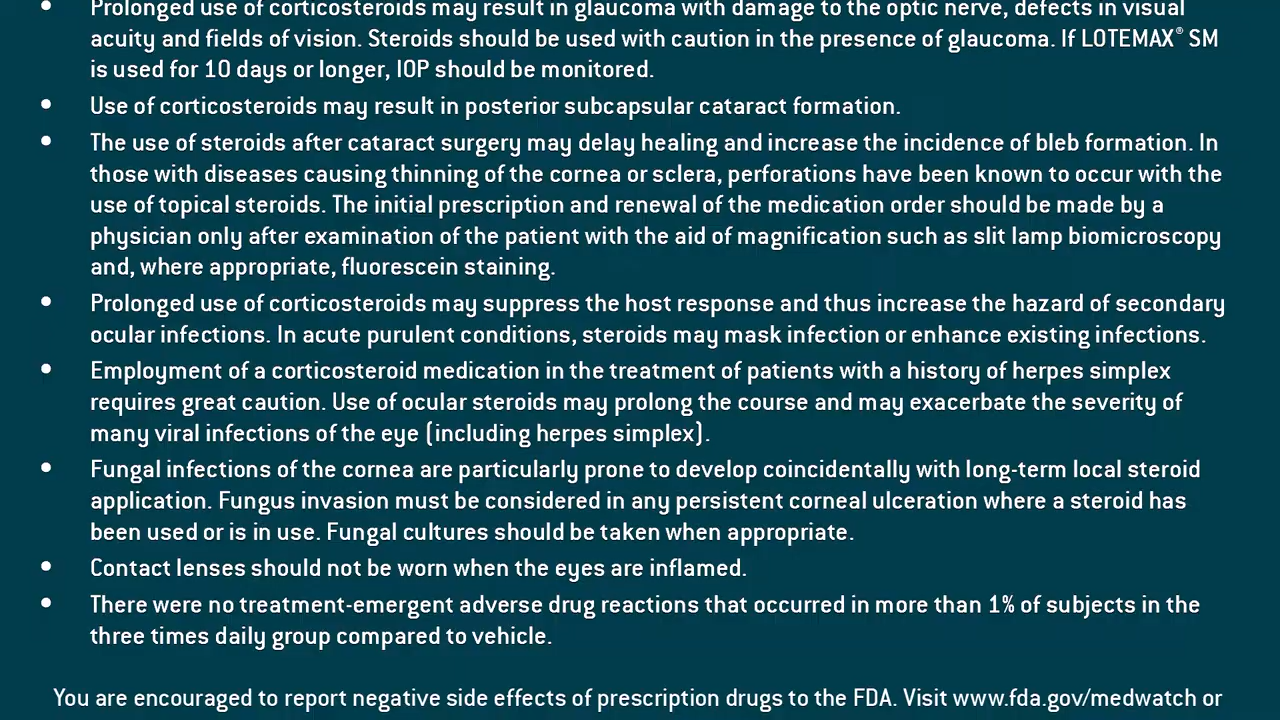 • Prolonged use of corticosteroids may result in glaucoma with damage to the optic nerve, defects in visual
acuity and fields of vision. Steroids should be used with caution in the presence of glaucoma. If LOTEMAX® SM
is used for 10 days or longer, IOP should be monitored.
• Use of corticosteroids may result in posterior subcapsular cataract formation.
• The use of steroids after cataract surgery may delay healing and increase the incidence of bleb formation. In
those with diseases causing thinning of the cornea or sclera, perforations have been known to occur with the
use of topical steroids. The initial prescription and renewal of the medication order should be made by a
physician only after examination of the patient with the aid of magnification such as slit lamp biomicroscopy
and, where appropriate, fluorescein staining.
• Prolonged use of corticosteroids may suppress the host response and thus increase the hazard of secondary
ocular infections. In acute purulent conditions, steroids may mask infection or enhance existing infections.
• Employment of a corticosteroid medication in the treatment of patients with a history of herpes simplex
requires great caution. Use of ocular steroids may prolong the course and may exacerbate the severity of
many viral infections of the eye (including herpes simplex).
• Fungal infections of the cornea are particularly prone to develop coincidentally with long-term local steroid
application. Fungus invasion must be considered in any persistent corneal ulceration where a steroid has
been used or is in use. Fungal cultures should be taken when appropriate.
• Contact lenses should not be worn when the eyes are inflamed.
• There were no treatment-emergent adverse drug reactions that occurred in more than 1% of subjects in the
three times daily group compared to vehicle.
You are encouraged to report negative side effects of prescription drugs to the FDA. Visit www.fda.gov/medwatch or